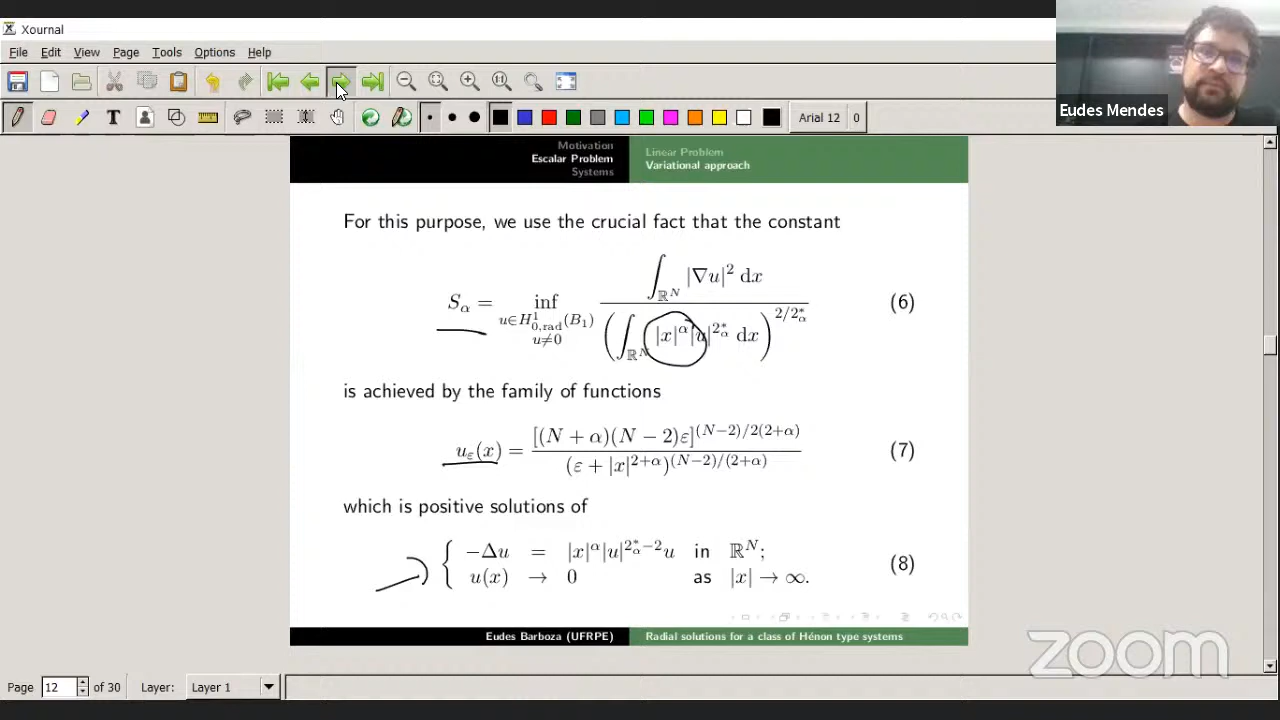 Xournal
File Edit View Page Tools Options Help
Eudes Mendes
Arial 12 0
Motivation
Escalar Problem
Systems
Linear Problem
Variational approach
For this purpose, we use the crucial fact that the constant
S_α = inf_{u∈H^1_{0,rad}(B_1), u≠0} ∫_{ℝ^N} |∇u|^2 dx / (∫_{ℝ^N} |x|^α|u|^{2^*_α} dx)^{2/2^*_α} (6)
is achieved by the family of functions
u_ε(x) = [(N + α)(N − 2)ε]^{(N−2)/2(2+α)} / (ε + |x|^{2+α})^{(N−2)/(2+α)} (7)
which is positive solutions of
{ −Δu = |x|^α|u|^{2^*_α−2}u in ℝ^N;
u(x) → 0 as |x| → ∞. (8)
Eudes Barboza (UFRPE) Radial solutions for a class of Hénon type systems
zoom
Page 12 of 30 Layer: Layer 1